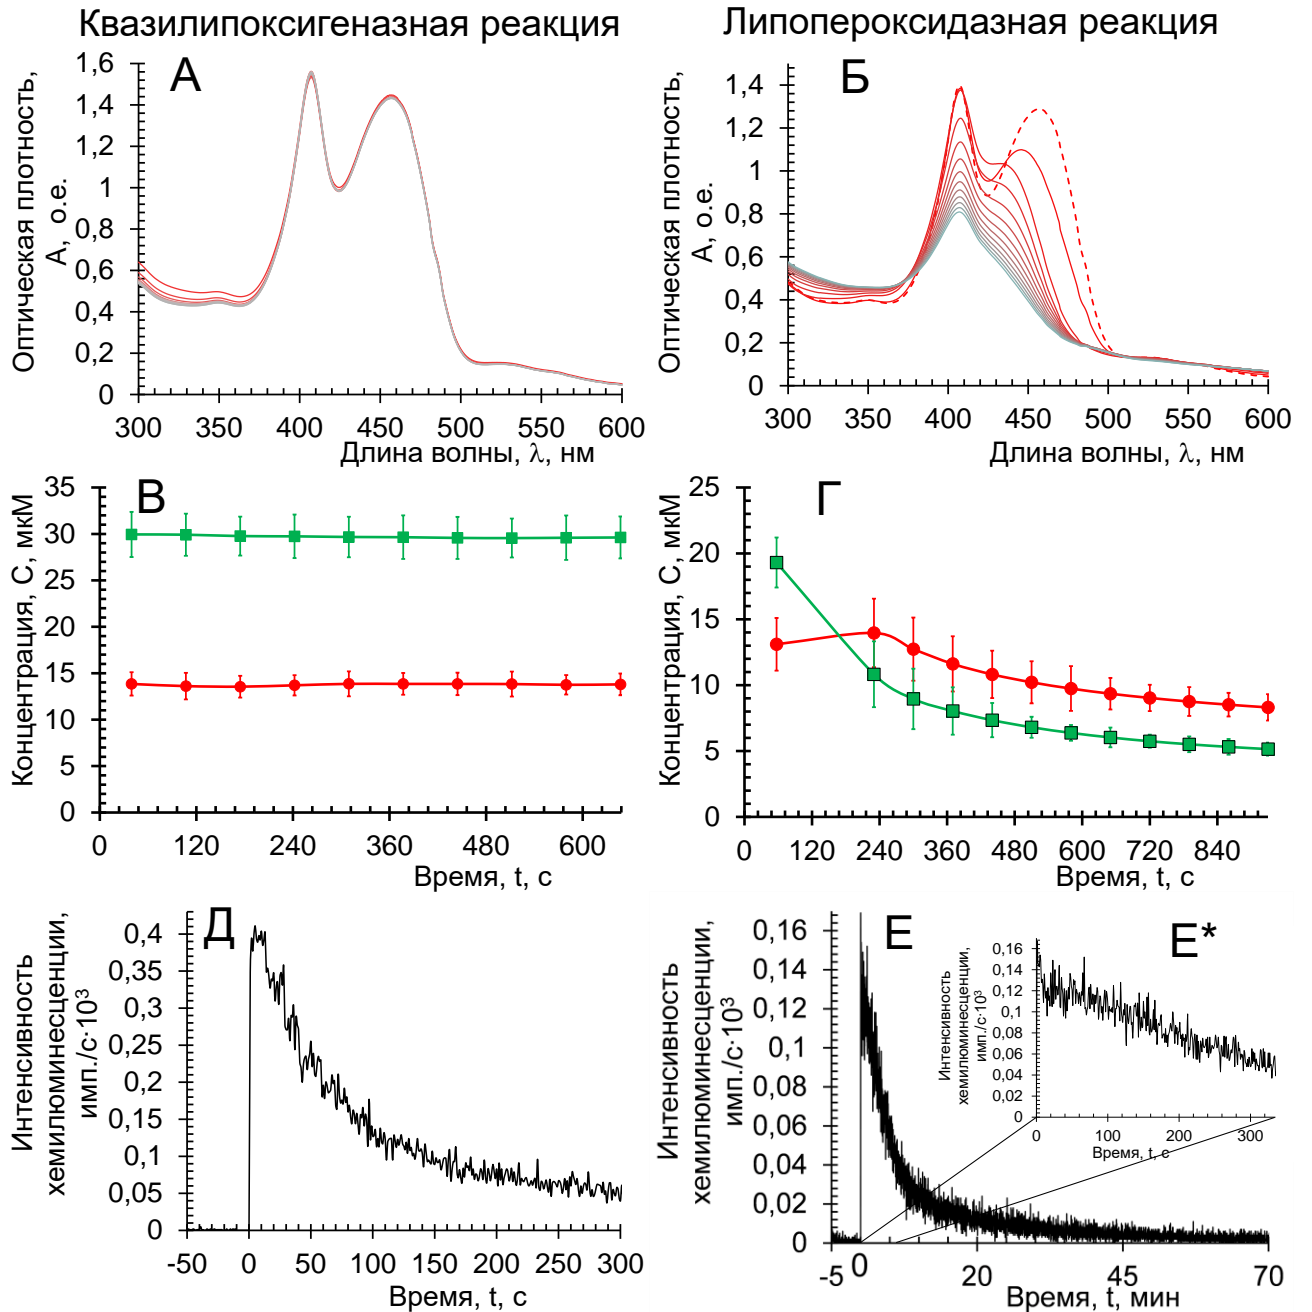 Квазилипоксигеназная реакция
Липопероксидазная реакция
А
Оптическая плотность,
А, о.е.
1,6
1,4
1,2
1
0,8
0,6
0,4
0,2
0
300 350 400 450 500 550 600
Длина волны, λ, нм
Б
Оптическая плотность,
А, о.е.
1,4
1,2
1
0,8
0,6
0,4
0,2
0
300 350 400 450 500 550 600
Длина волны, λ, нм
В
Концентрация, С, мкМ
35
30
25
20
15
10
5
0
0 120 240 360 480 600
Время, t, с
Г
Концентрация, С, мкМ
25
20
15
10
5
0
0 120 240 360 480 600 720 840
Время, t, с
Д
Интенсивность
хемилюминесценции,
имп./с·10³
0,4
0,35
0,3
0,25
0,2
0,15
0,1
0,05
0
-50 0 50 100 150 200 250 300
Время, t, с
Е
Интенсивность
хемилюминесценции,
имп./с·10³
0,16
0,14
0,12
0,1
0,08
0,06
0,04
0,02
0
-5 0 20 45 70
Время, t, мин
Е*
Интенсивность
хемилюминесценции,
имп./с·10³
0,16
0,14
0,12
0,1
0,08
0,06
0,04
0,02
0
0 100 200 300
Время, t, с